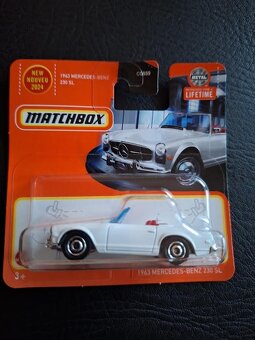 NEW
NOUVEAU
2024
1963 MERCEDES-BENZ
230 SL
METAL
LIFETIME
MATCHBOX
3+
1963 MERCEDES-BENZ 230 SL